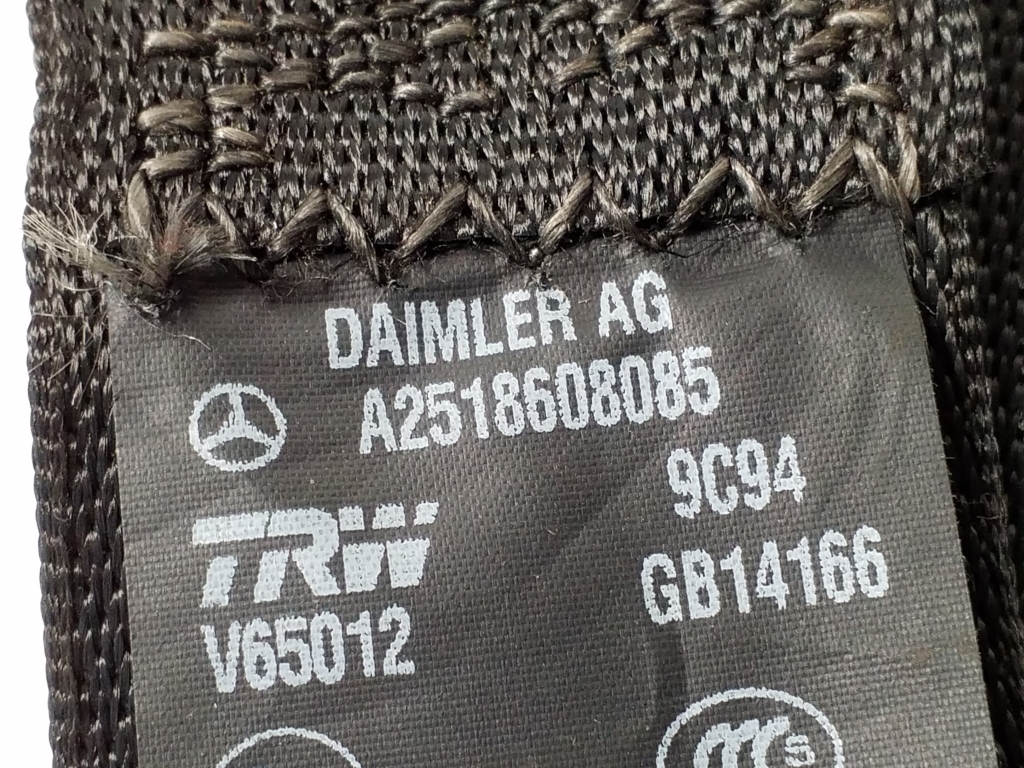 DAIMLER AG
A2518608085
9C94
TRW
GB14166
V65012
S